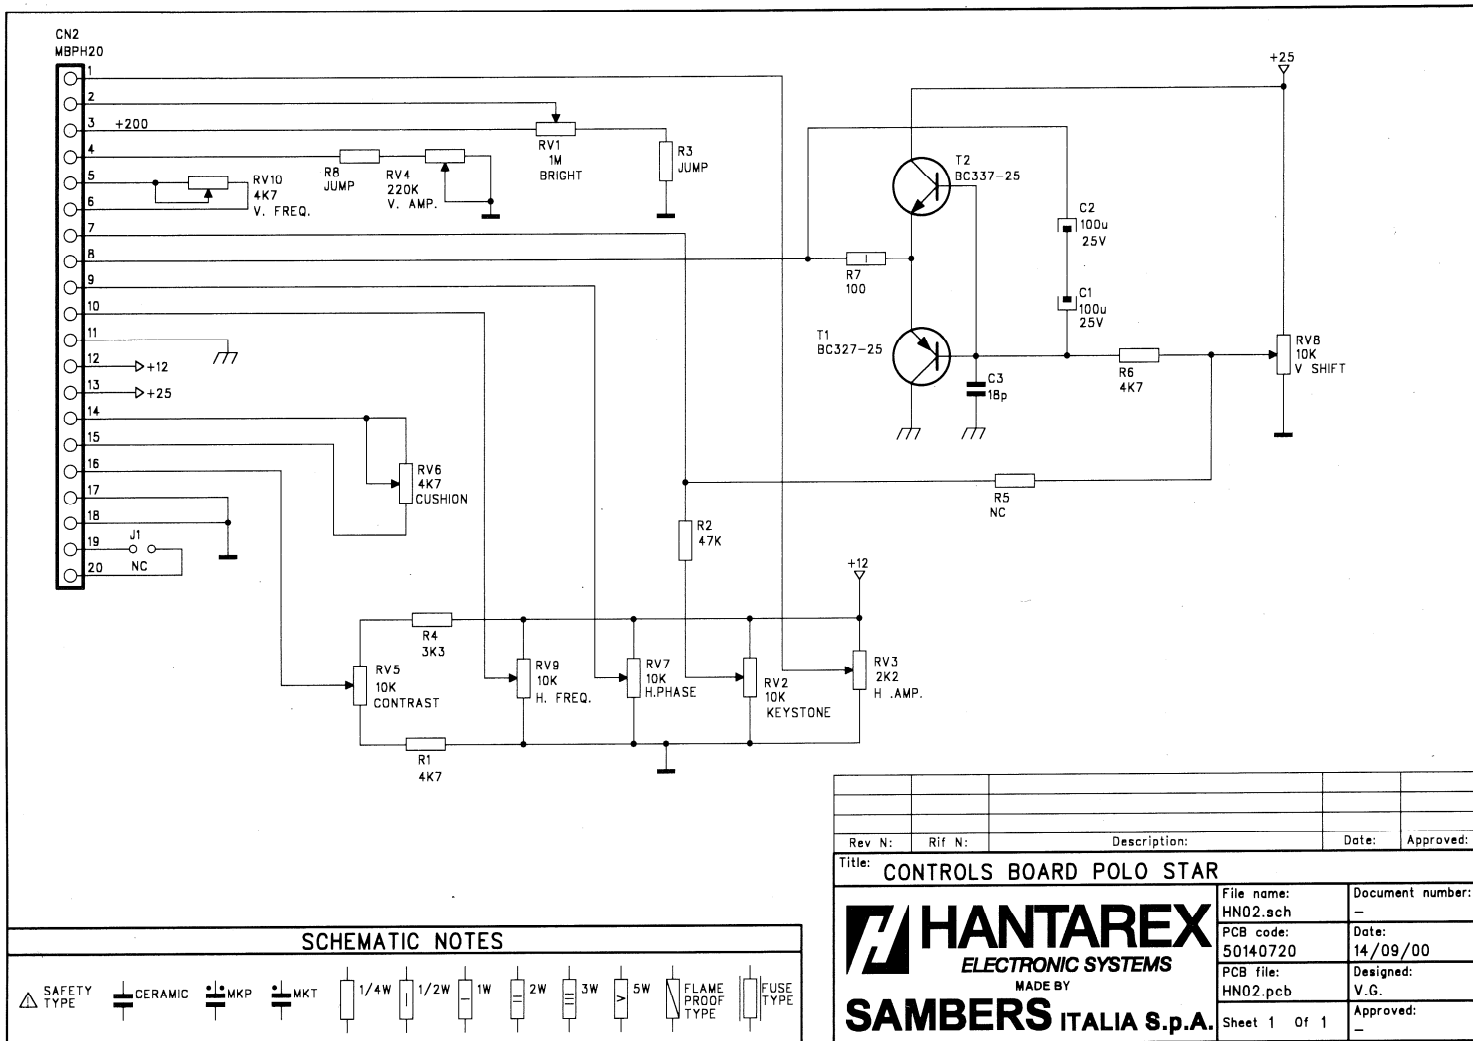 CN2
MBPH20
1
2
3 +200
4
5
6
7
8
9
10
11
12 +12
13 +25
14
15
16
17
18
19
20
J1
NC
RV10
4K7
V. FREQ.
R8
JUMP
RV4
220K
V. AMP.
RV1
1M
BRIGHT
R3
JUMP
+25
T2
BC337-25
C2
100u
25V
R7
100
C1
100u
25V
T1
BC327-25
C3
18p
R6
4K7
RV8
10K
V SHIFT
RV6
4K7
CUSHION
R5
NC
R2
47K
+12
R4
3K3
RV5
10K
CONTRAST
RV9
10K
H. FREQ.
RV7
10K
H.PHASE
RV2
10K
KEYSTONE
RV3
2K2
H .AMP.
R1
4K7
Rev N: Rif N: Description: Date: Approved:
Title: CONTROLS BOARD POLO STAR
HANTAREX
ELECTRONIC SYSTEMS
MADE BY
SAMBERS ITALIA S.p.A.
File name:
HN02.sch
Document number:
–
PCB code:
50140720
Date:
14/09/00
PCB file:
HN02.pcb
Designed:
V.G.
Sheet 1 Of 1
Approved:
–
SCHEMATIC NOTES
SAFETY
TYPE
CERAMIC
MKP
MKT
1/4W
1/2W
1W
2W
3W
5W
FLAME
PROOF
TYPE
FUSE
TYPE